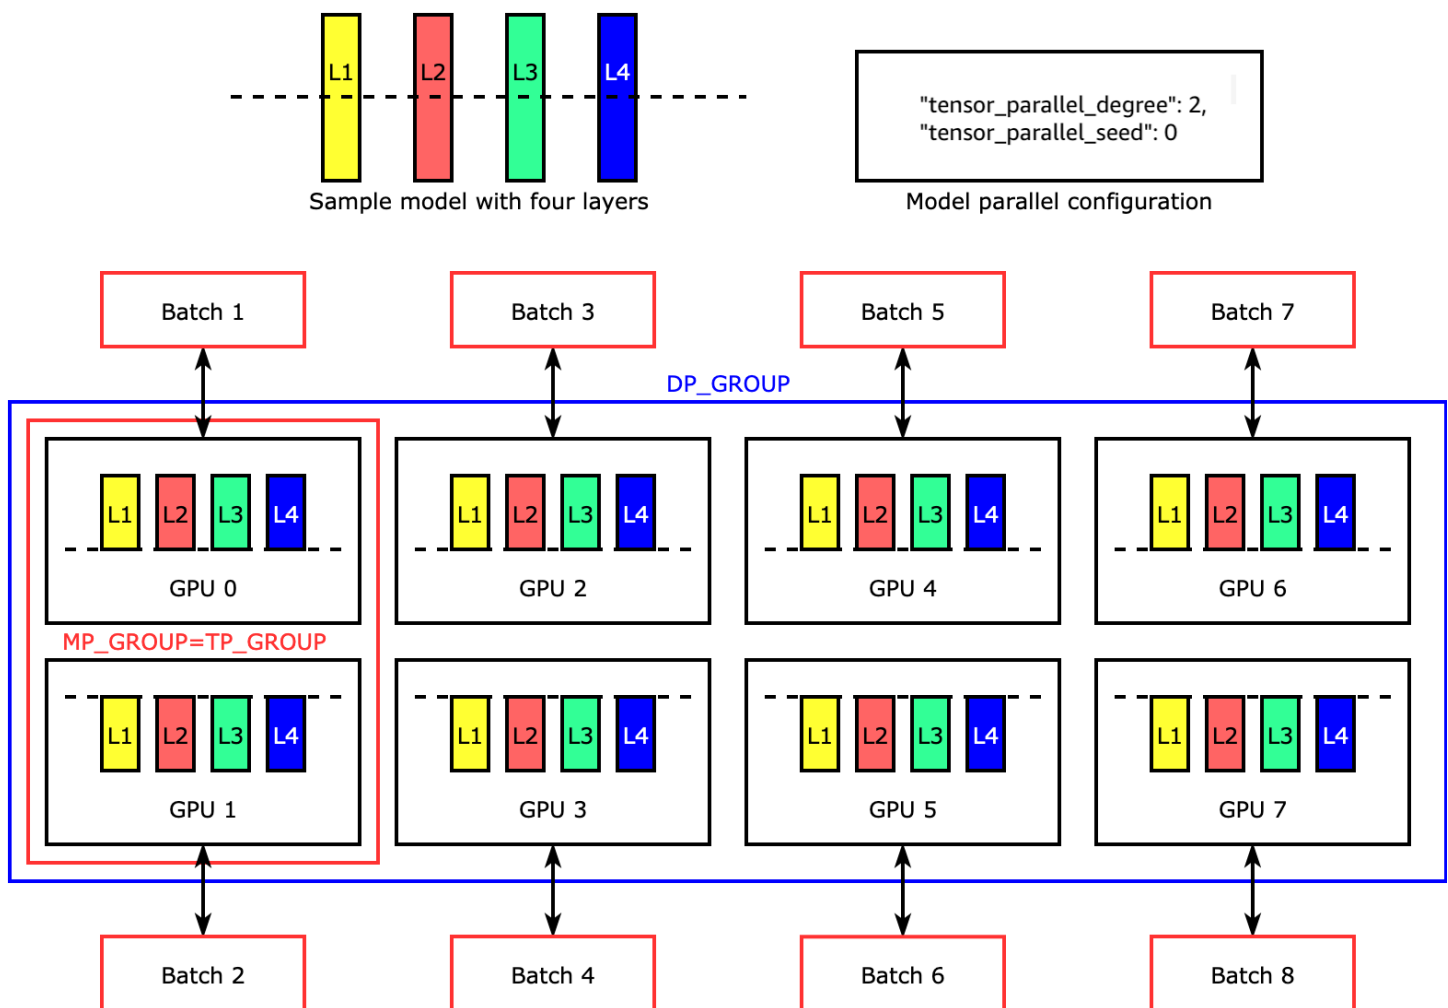 L1 L2 L3 L4
Sample model with four layers
"tensor_parallel_degree": 2,
"tensor_parallel_seed": 0
Model parallel configuration
Batch 1 Batch 3 Batch 5 Batch 7
DP_GROUP
L1 L2 L3 L4 L1 L2 L3 L4 L1 L2 L3 L4 L1 L2 L3 L4
GPU 0 GPU 2 GPU 4 GPU 6
MP_GROUP=TP_GROUP
L1 L2 L3 L4 L1 L2 L3 L4 L1 L2 L3 L4 L1 L2 L3 L4
GPU 1 GPU 3 GPU 5 GPU 7
Batch 2 Batch 4 Batch 6 Batch 8